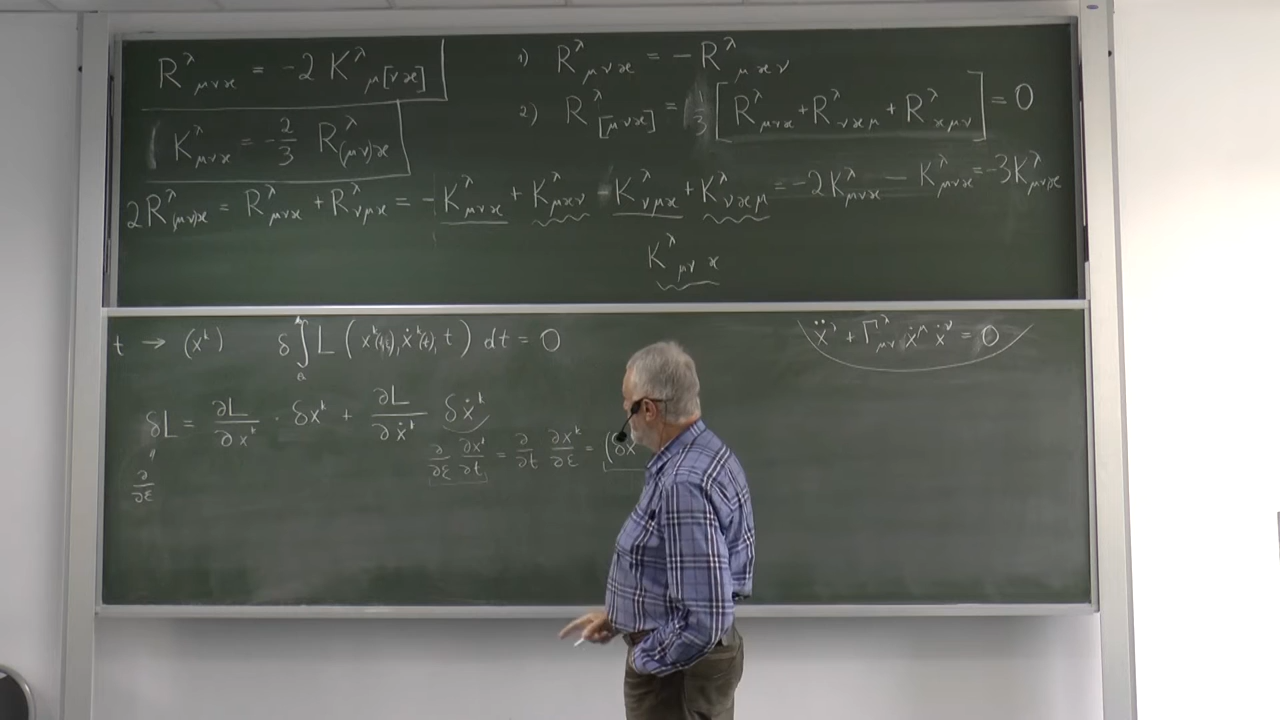 R^λ_{μνϰ} = -2 K^λ_{μ[νϰ]}
K^λ_{μνϰ} = -2/3 R^λ_{(μν)ϰ}
1) R^λ_{μνϰ} = - R^λ_{μϰν}
2) R^λ_{[μνϰ]} = 1/3 [R^λ_{μνϰ} + R^λ_{νϰμ} + R^λ_{ϰμν}] = 0
2R^λ_{(μν)ϰ} = R^λ_{μνϰ} + R^λ_{νμϰ} = - K^λ_{μνϰ} + K^λ_{μϰν} - K^λ_{νμϰ} + K^λ_{νϰμ} = -2K^λ_{μνϰ} - K^λ_{μνϰ} = -3K^λ_{μνϰ}
K^λ_{μν ϰ}
t → (x^k) δ∫_a L (x^k(t,ε), ẋ^k(t), t) dt = 0
ẍ^λ + Γ^λ_{μν} ẋ^μ ẋ^ν = 0
δL = ∂L/∂x^k · δx^k + ∂L/∂ẋ^k δẋ^k
∂/∂ε ∂x^k/∂t = ∂/∂t ∂x^k/∂ε = (δx
∂/∂ε